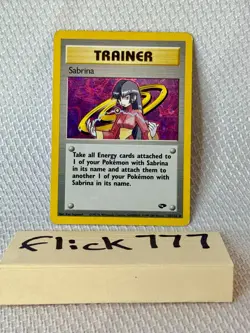 TRAINER
Sabrina
Take all Energy cards attached to
1 of your Pokémon with Sabrina
in its name and attach them to
another 1 of your Pokémon with
Sabrina in its name.
flick777